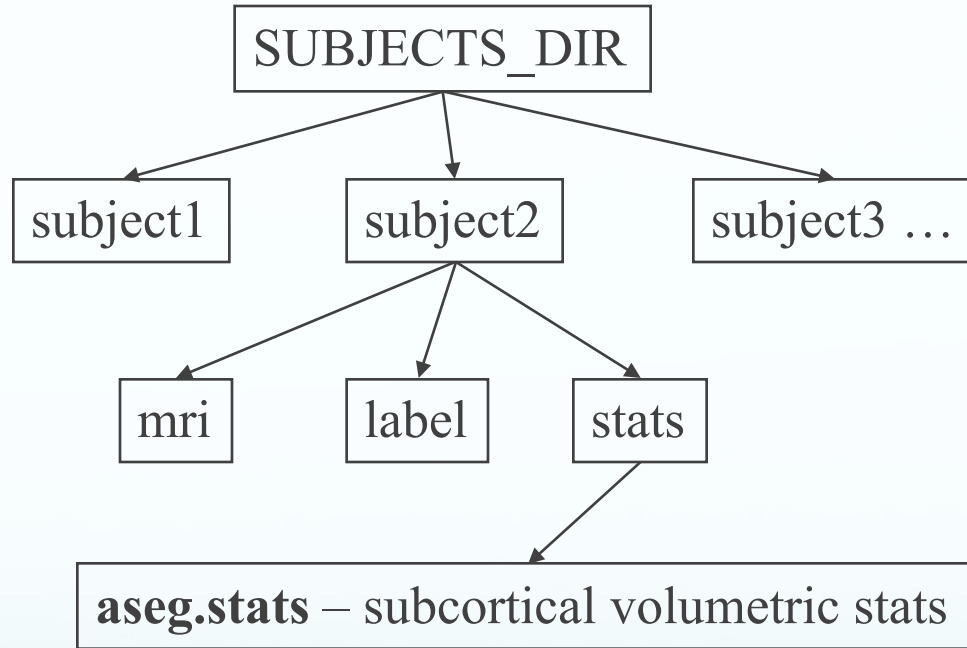 SUBJECTS_DIR
subject1
subject2
subject3 …
mri
label
stats
aseg.stats – subcortical volumetric stats